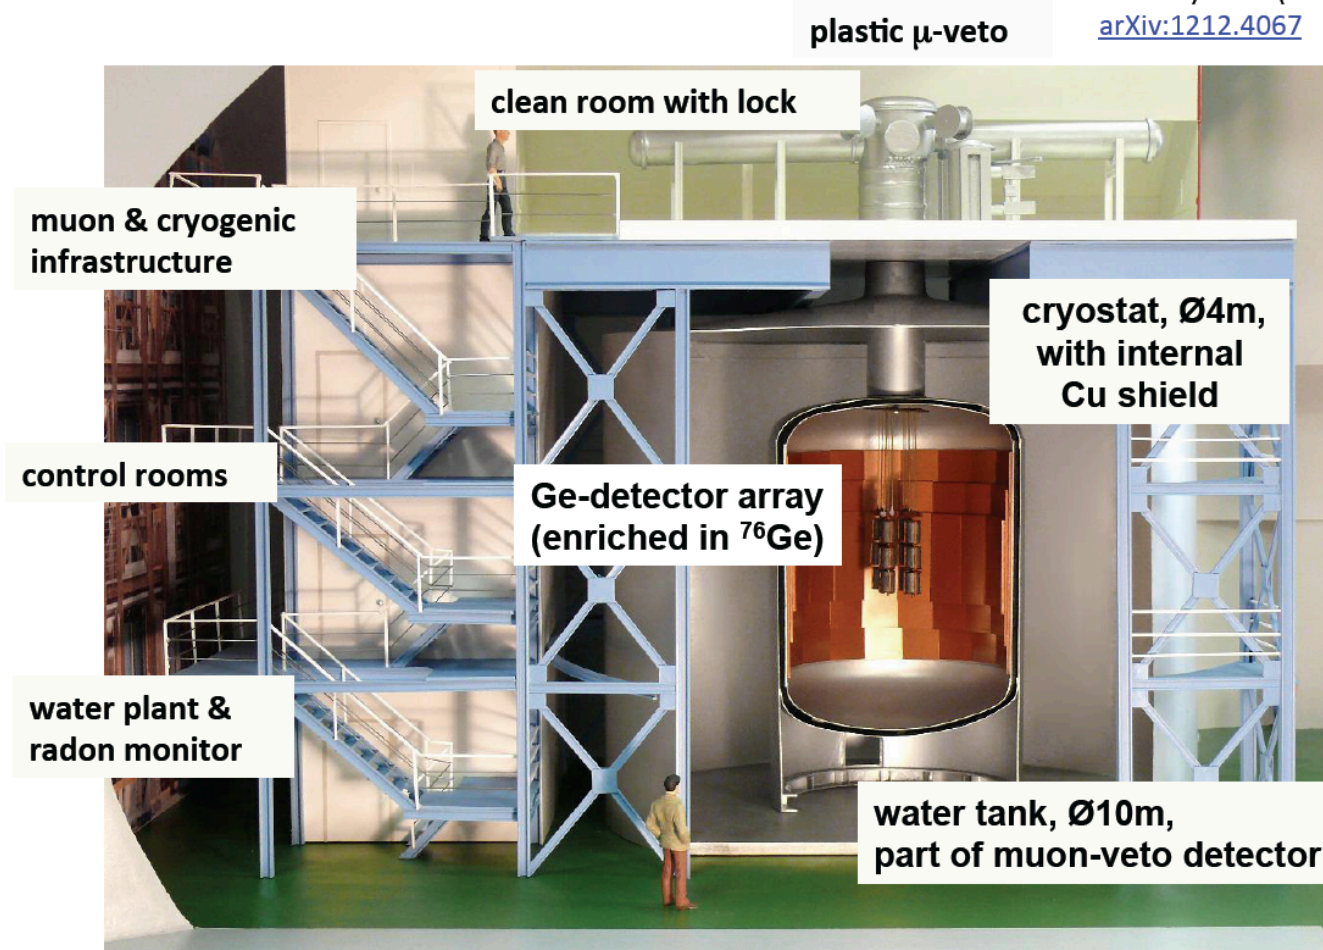 plastic μ-veto
arXiv:1212.4067
clean room with lock
muon & cryogenic
infrastructure
cryostat, Ø4m,
with internal
Cu shield
control rooms
Ge-detector array
(enriched in ⁷⁶Ge)
water plant &
radon monitor
water tank, Ø10m,
part of muon-veto detector